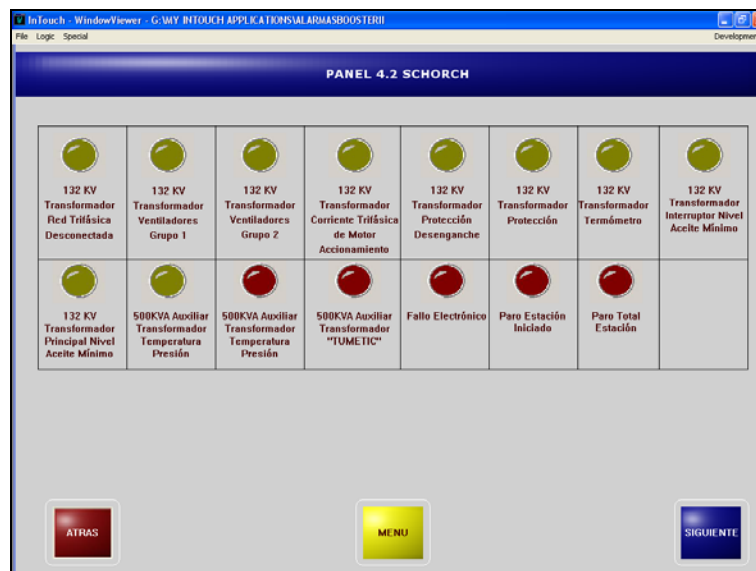 InTouch - WindowViewer - G:\MY INTOUCH APPLICATIONS\ALARMASBOOSTERII
File Logic Special
Development
PANEL 4.2 SCHORCH
132 KV
Transformador
Red Trifásica
Desconectada
132 KV
Transformador
Ventiladores
Grupo 1
132 KV
Transformador
Ventiladores
Grupo 2
132 KV
Transformador
Corriente Trifásica
de Motor
Accionamiento
132 KV
Transformador
Protección
Desenganche
132 KV
Transformador
Protección
132 KV
Transformador
Termómetro
132 KV
Transformador
Interruptor Nivel
Aceite Mínimo
132 KV
Transformador
Principal Nivel
Aceite Mínimo
500KVA Auxiliar
Transformador
Temperatura
Presión
500KVA Auxiliar
Transformador
Temperatura
Presión
500KVA Auxiliar
Transformador
"TUMETIC"
Fallo Electrónico
Paro Estación
Iniciado
Paro Total
Estación
ATRAS
MENU
SIGUIENTE